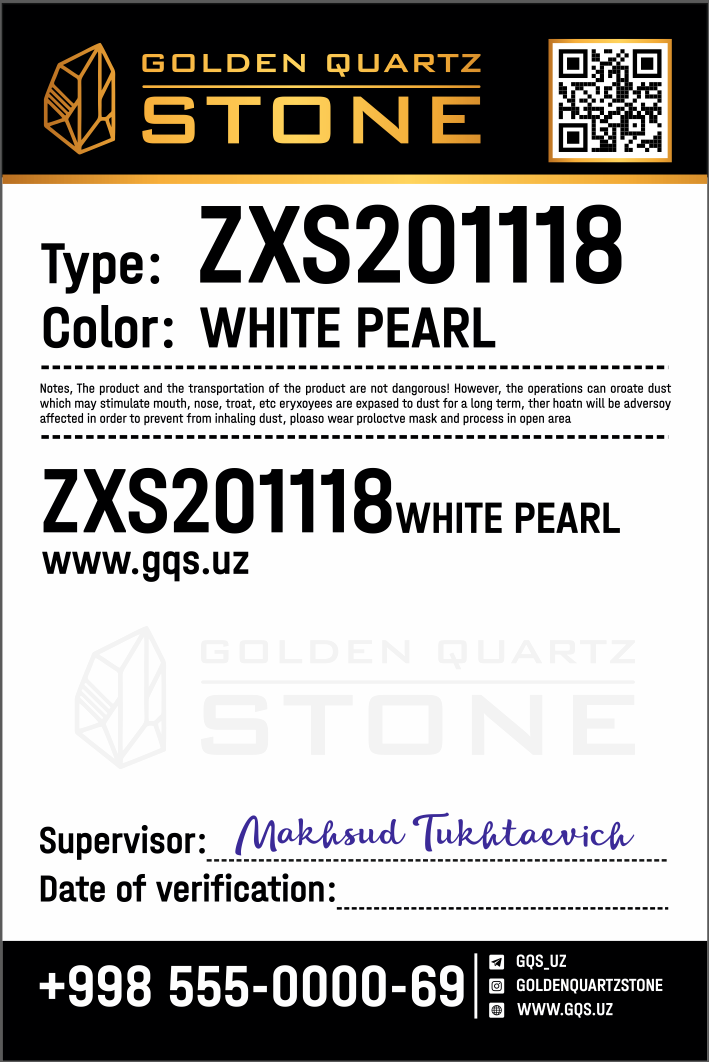 GOLDEN QUARTZ
STONE
Type: ZXS201118
Color: WHITE PEARL
Notes, The product and the transportation of the product are not dangorous! However, the operations can oroate dust
which may stimulate mouth, nose, troat, etc eryxoyees are expased to dust for a long term, ther hoatn will be adversoy
affected in order to prevent from inhaling dust, ploaso wear proloctve mask and process in open area
ZXS201118 WHITE PEARL
www.gqs.uz
GOLDEN QUARTZ
STONE
Supervisor: Makhsud Tukhtaevich
Date of verification:
+998 555-0000-69
GQS_UZ
GOLDENQUARTZSTONE
WWW.GQS.UZ